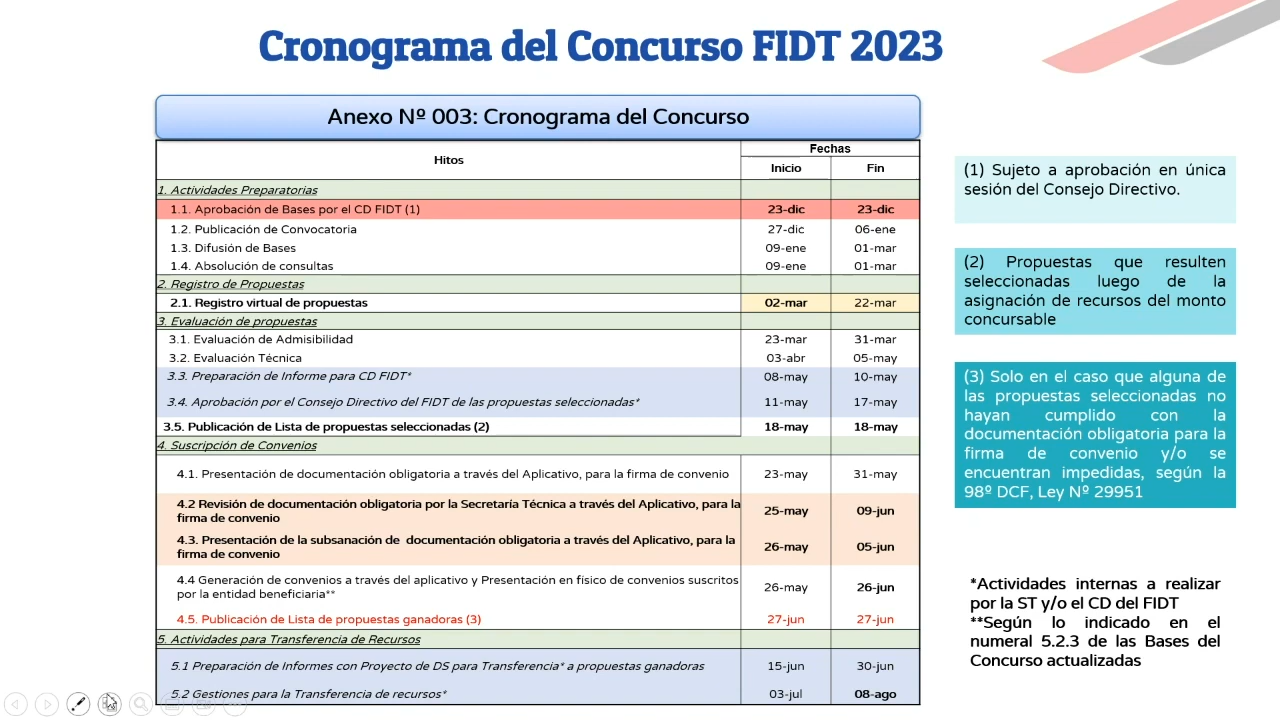 Cronograma del Concurso FIDT 2023
Anexo Nº 003: Cronograma del Concurso
Hitos
Fechas
Inicio
Fin
1. Actividades Preparatorias
1.1. Aprobación de Bases por el CD FIDT (1) 23-dic 23-dic
1.2. Publicación de Convocatoria 27-dic 06-ene
1.3. Difusión de Bases 09-ene 01-mar
1.4. Absolución de consultas 09-ene 01-mar
2. Registro de Propuestas
2.1. Registro virtual de propuestas 02-mar 22-mar
3. Evaluación de propuestas
3.1. Evaluación de Admisibilidad 23-mar 31-mar
3.2. Evaluación Técnica 03-abr 05-may
3.3. Preparación de Informe para CD FIDT* 08-may 10-may
3.4. Aprobación por el Consejo Directivo del FIDT de las propuestas seleccionadas* 11-may 17-may
3.5. Publicación de Lista de propuestas seleccionadas (2) 18-may 18-may
4. Suscripción de Convenios
4.1. Presentación de documentación obligatoria a través del Aplicativo, para la firma de convenio 23-may 31-may
4.2 Revisión de documentación obligatoria por la Secretaría Técnica a través del Aplicativo, para la
firma de convenio 25-may 09-jun
4.3. Presentación de la subsanación de documentación obligatoria a través del Aplicativo, para la
firma de convenio 26-may 05-jun
4.4 Generación de convenios a través del aplicativo y Presentación en físico de convenios suscritos
por la entidad beneficiaria** 26-may 26-jun
4.5. Publicación de Lista de propuestas ganadoras (3) 27-jun 27-jun
5. Actividades para Transferencia de Recursos
5.1 Preparación de Informes con Proyecto de DS para Transferencia* a propuestas ganadoras 15-jun 30-jun
5.2 Gestiones para la Transferencia de recursos* 03-jul 08-ago
(1) Sujeto a aprobación en única
sesión del Consejo Directivo.
(2) Propuestas que resulten
seleccionadas luego de la
asignación de recursos del monto
concursable
(3) Solo en el caso que alguna de
las propuestas seleccionadas no
hayan cumplido con la
documentación obligatoria para la
firma de convenio y/o se
encuentran impedidas, según la
98º DCF, Ley Nº 29951
*Actividades internas a realizar
por la ST y/o el CD del FIDT
**Según lo indicado en el
numeral 5.2.3 de las Bases del
Concurso actualizadas